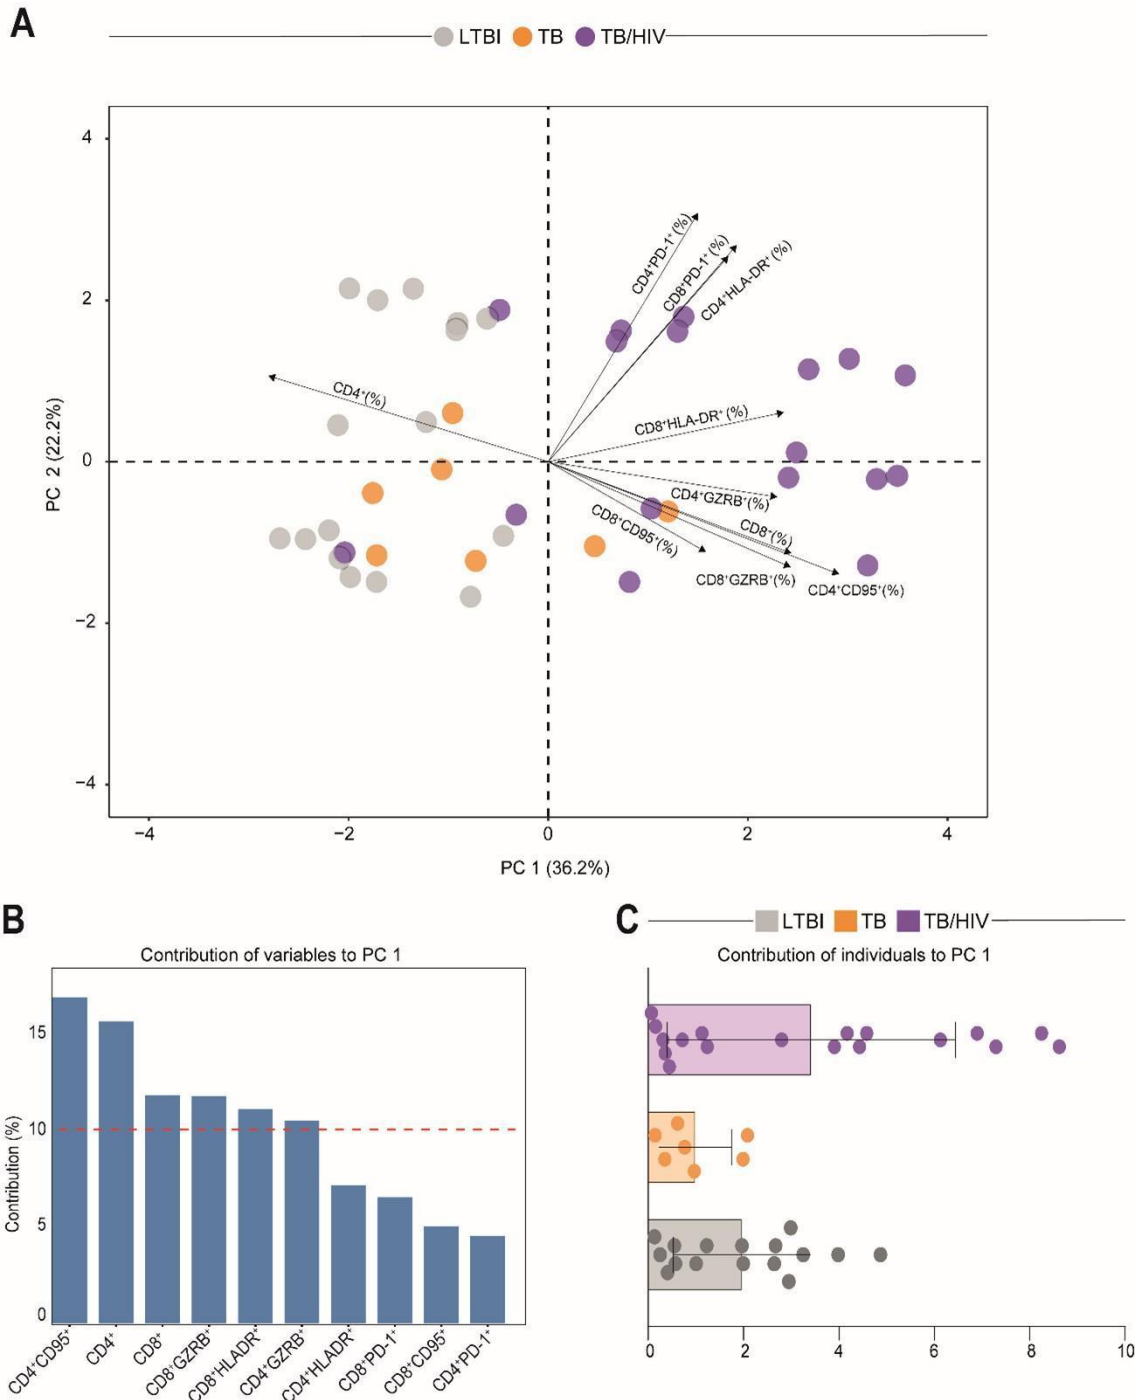 A
LTBI TB TB/HIV
4
2
0
−2
−4
PC 2 (22.2%)
CD4⁺PD-1⁺(%)
CD8⁺PD-1⁺(%)
CD4⁺HLA-DR⁺(%)
CD4⁺(%)
CD8⁺HLA-DR⁺(%)
CD4⁺GZRB⁺(%)
CD8⁺CD95⁺(%)
CD8⁺(%)
CD8⁺GZRB⁺(%)
CD4⁺CD95⁺(%)
−4 −2 0 2 4
PC 1 (36.2%)
B
Contribution of variables to PC 1
Contribution (%)
15
10
5
0
CD4⁺CD95⁺
CD4⁺
CD8⁺
CD8⁺GZRB⁺
CD8⁺HLADR⁺
CD4⁺GZRB⁺
CD4⁺HLADR⁺
CD8⁺PD-1⁺
CD8⁺CD95⁺
CD4⁺PD-1⁺
C
LTBI TB TB/HIV
Contribution of individuals to PC 1
0 2 4 6 8 10